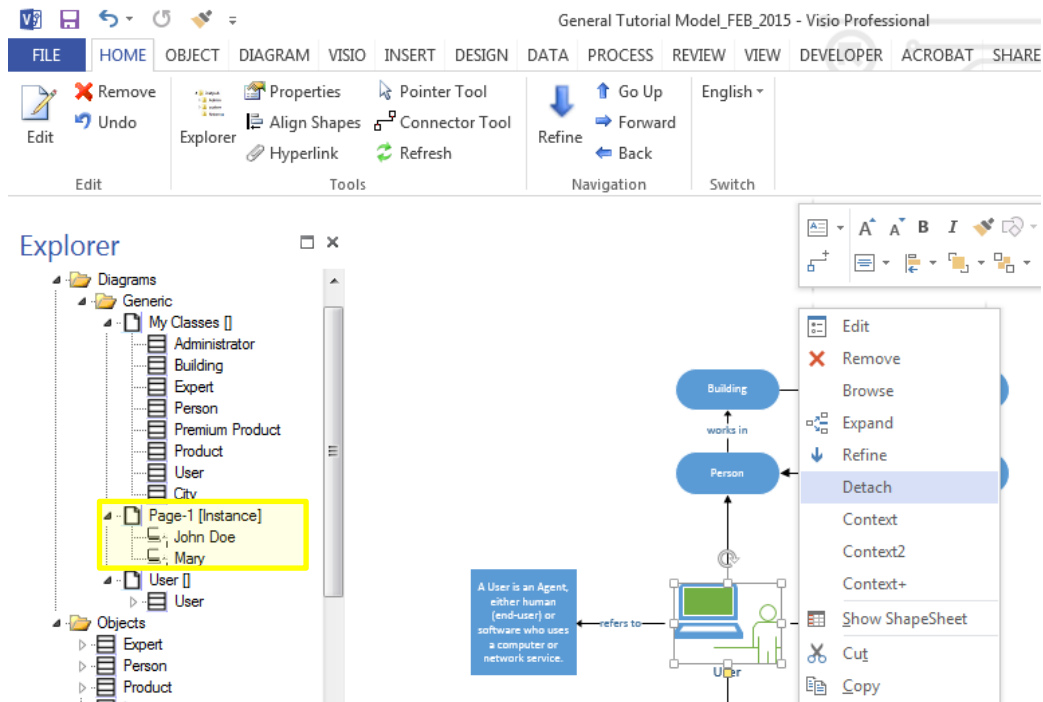 General Tutorial Model_FEB_2015 - Visio Professional
FILE HOME OBJECT DIAGRAM VISIO INSERT DESIGN DATA PROCESS REVIEW VIEW DEVELOPER ACROBAT SHARE
Edit
Remove
Undo
Edit
Explorer
Properties
Align Shapes
Hyperlink
Pointer Tool
Connector Tool
Refresh
Tools
Refine
Go Up
Forward
Back
Navigation
English
Switch
Explorer
Diagrams
Generic
My Classes []
Administrator
Building
Expert
Person
Premium Product
Product
User
City
Page-1 [Instance]
John Doe
Mary
User []
User
Objects
Expert
Person
Product
Building
works in
Person
A User is an Agent,
either human
(end-user) or
software who uses
a computer or
network service.
refers to
User
A A B I
Edit
Remove
Browse
Expand
Refine
Detach
Context
Context2
Context+
Show ShapeSheet
Cut
Copy